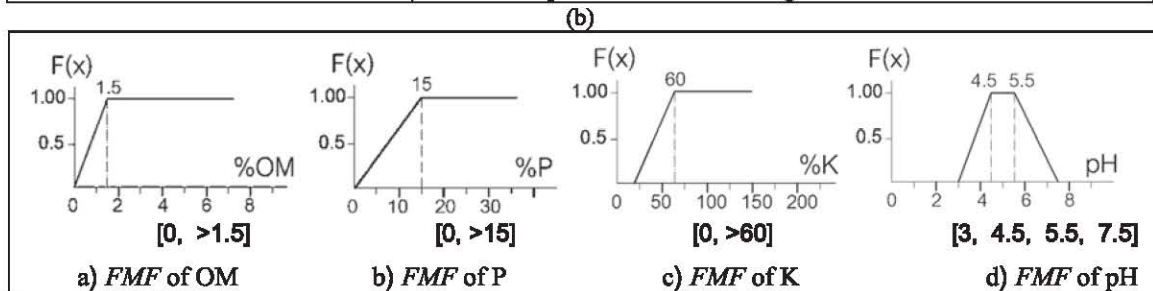 (b)
F(x)
1.5
1.00
0.5
%OM
0 2 4 6 8
[0, >1.5]
a) FMF of OM
F(x)
15
1.00
0.5
%P
0 10 20 30
[0, >15]
b) FMF of P
F(x)
60
1.00
0.5
%K
0 50 100 150 200
[0, >60]
c) FMF of K
F(x)
4.5 5.5
1.00
0.5
pH
0 2 4 6 8
[3, 4.5, 5.5, 7.5]
d) FMF of pH